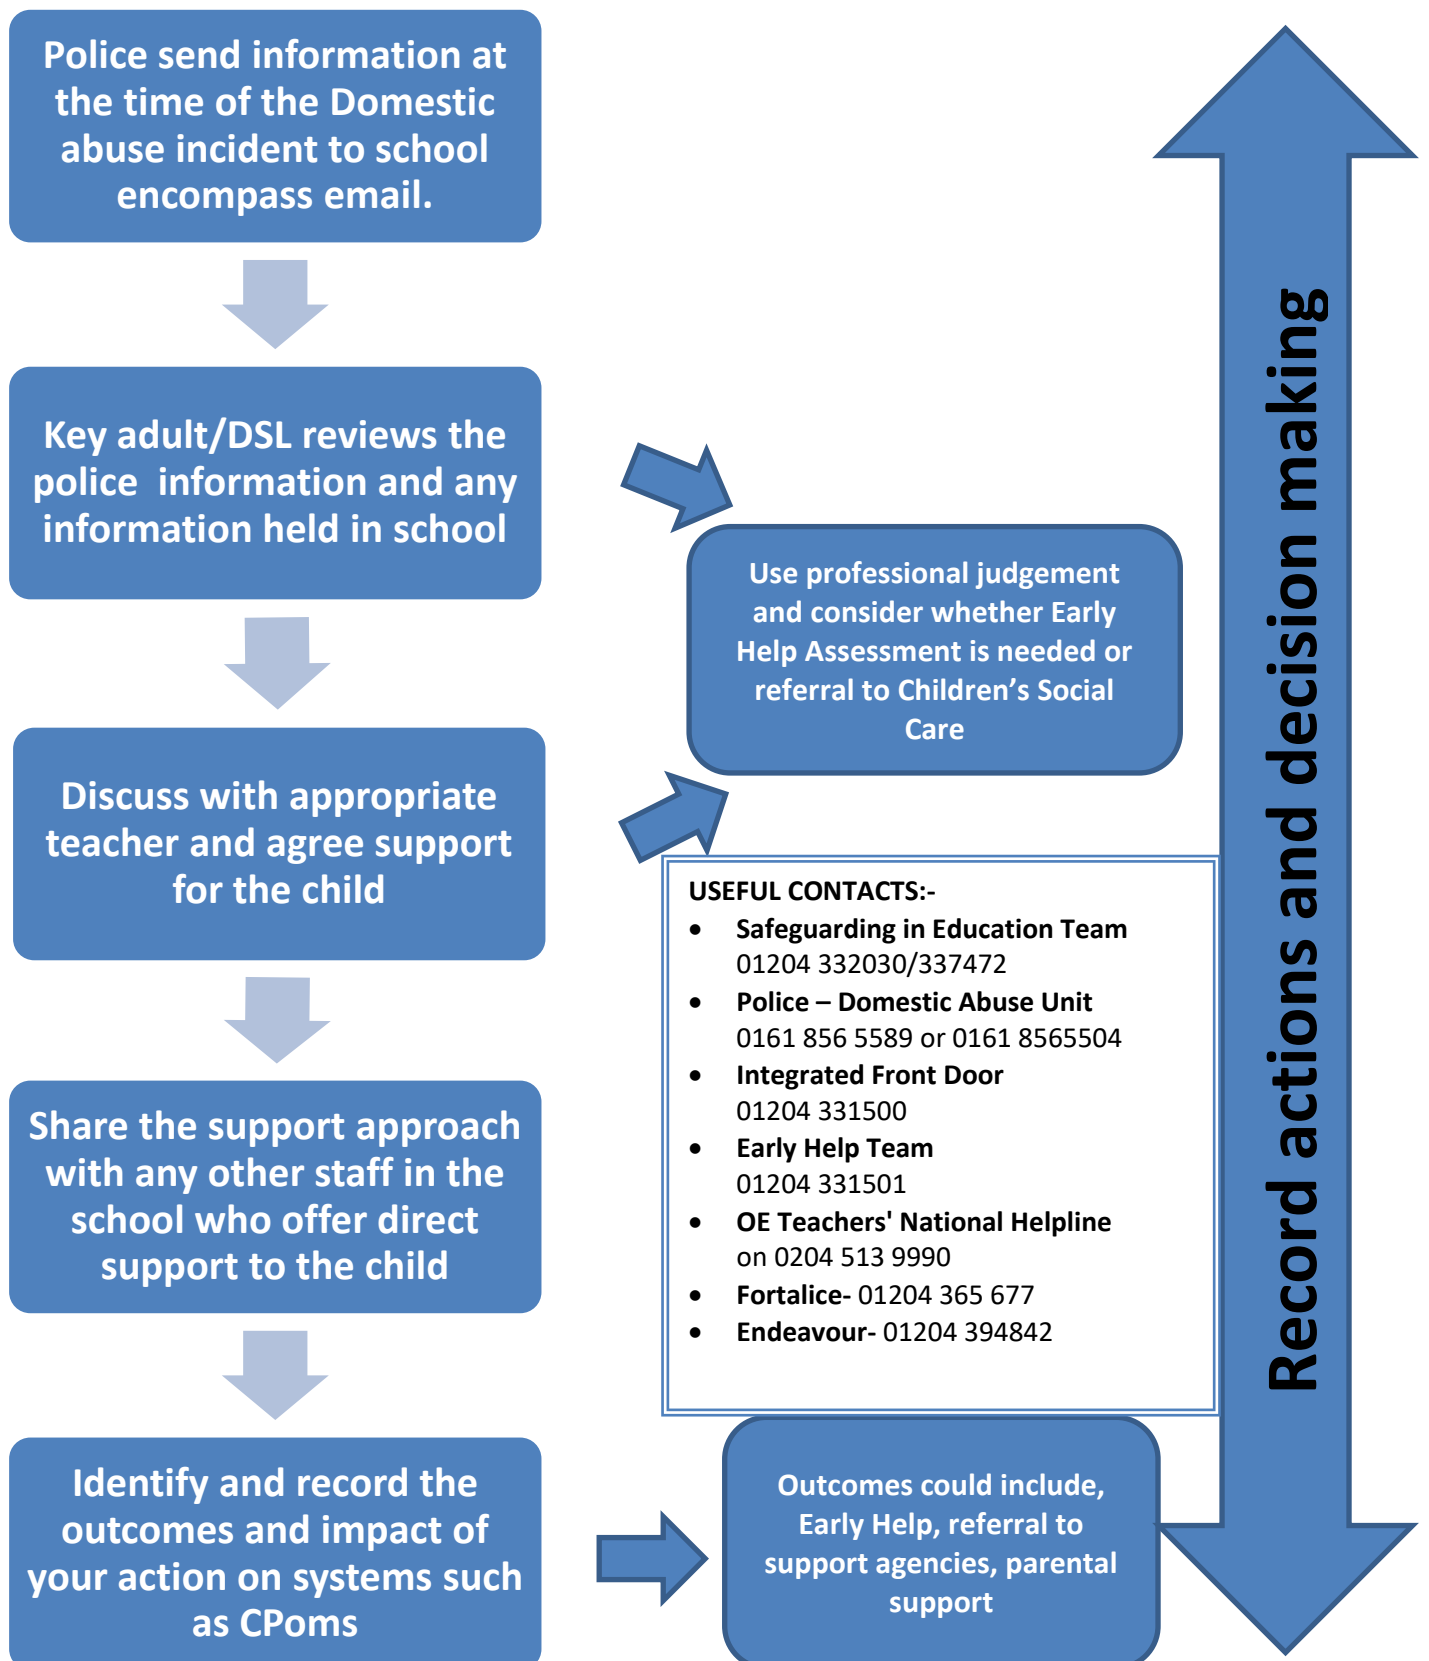 Police send information at
the time of the Domestic
abuse incident to school
encompass email.
Key adult/DSL reviews the
police  information and any
information held in school
Use professional judgement
and consider whether Early
Help Assessment is needed or
referral to Children’s Social
Care
Discuss with appropriate
teacher and agree support
for the child
USEFUL CONTACTS:-
• Safeguarding in Education Team
01204 332030/337472
• Police – Domestic Abuse Unit
0161 856 5589 or 0161 8565504
• Integrated Front Door
01204 331500
• Early Help Team
01204 331501
• OE Teachers' National Helpline
on 0204 513 9990
• Fortalice- 01204 365 677
• Endeavour- 01204 394842
Share the support approach
with any other staff in the
school who offer direct
support to the child
Identify and record the
outcomes and impact of
your action on systems such
as CPoms
Outcomes could include,
Early Help, referral to
support agencies, parental
support
Record actions and decision making